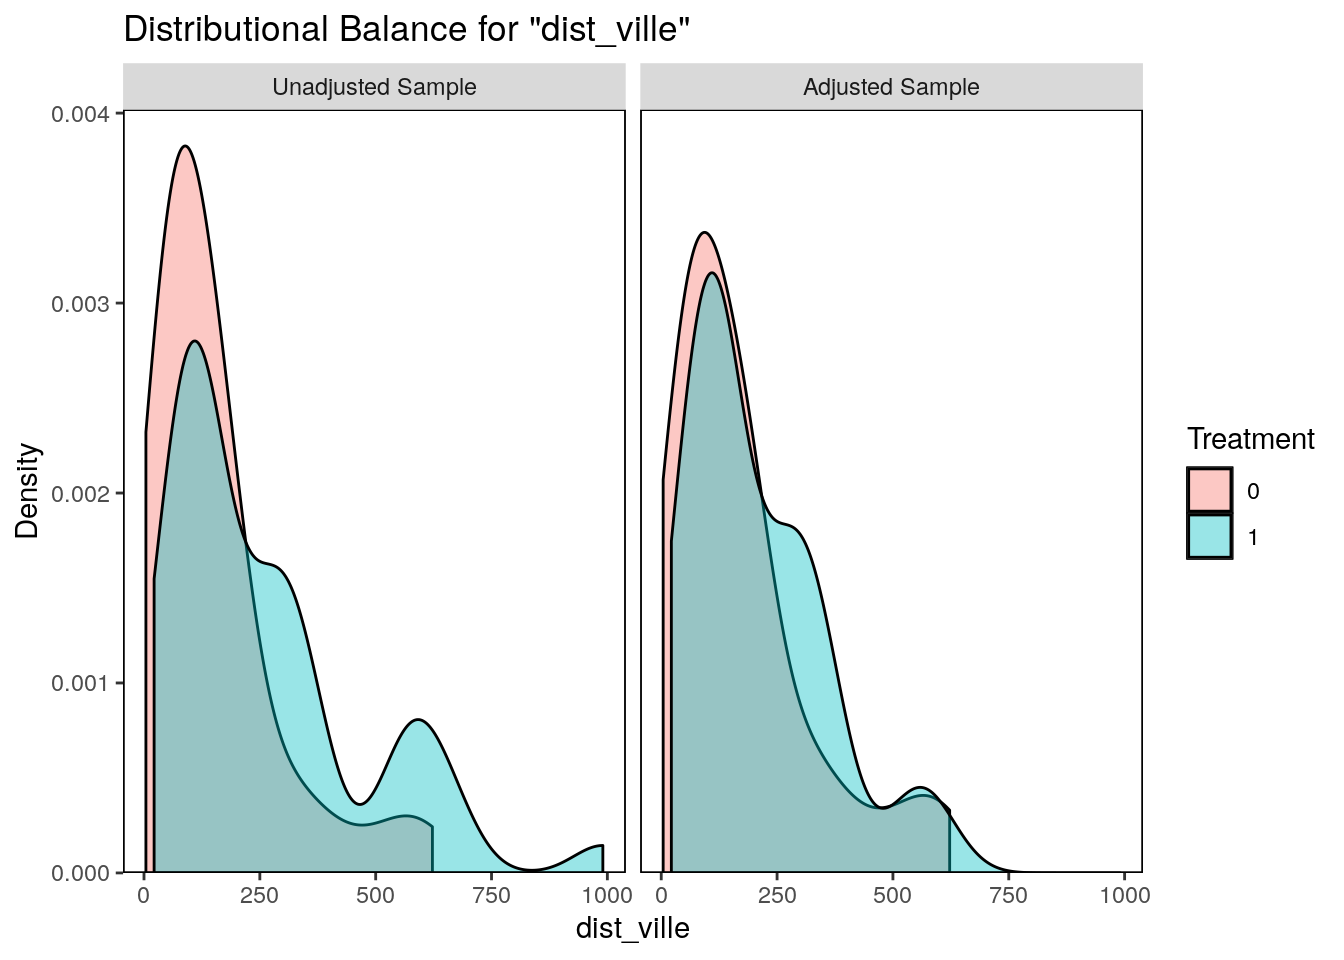 Distributional Balance for "dist_ville"
Unadjusted Sample
Adjusted Sample
0.004
0.003
0.002
0.001
0.000
Density
0 250 500 750 1000
0 250 500 750 1000
dist_ville
Treatment
0
1